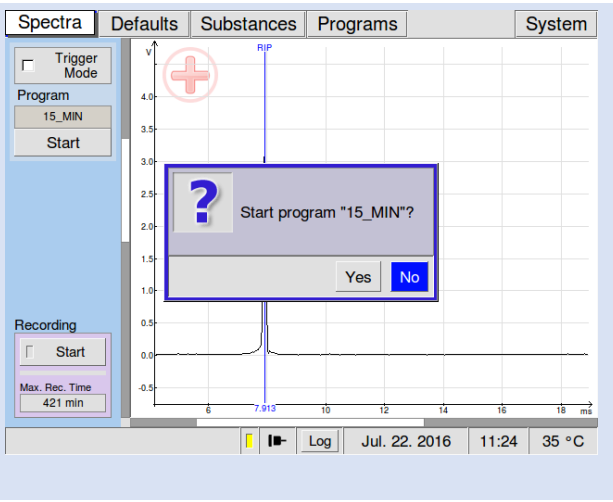 Spectra Defaults Substances Programs System
Trigger
Mode
Program
15_MIN
Start
V
RIP
4.0
3.5
3.0
2.5
2.0
1.5
1.0
0.5
0.0
-0.5
Start program "15_MIN"?
Yes No
6 7.913 10 12 14 16 18 ms
Recording
Start
Max. Rec. Time
421 min
Log Jul. 22. 2016 11:24 35 °C